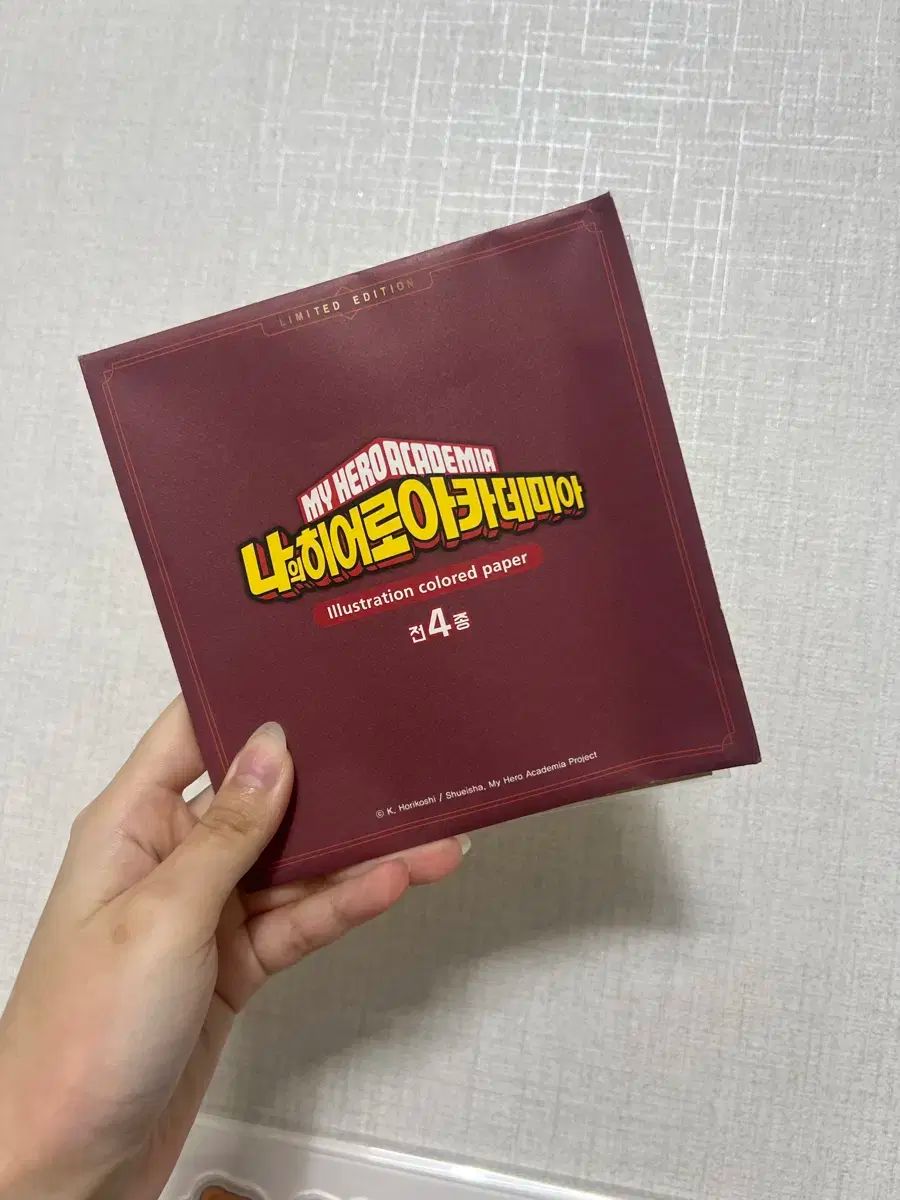 LIMITED EDITION
MY HERO ACADEMIA
나의 히어로 아카데미아
Illustration colored paper
전 4종
© K. Horikoshi / Shueisha, My Hero Academia Project